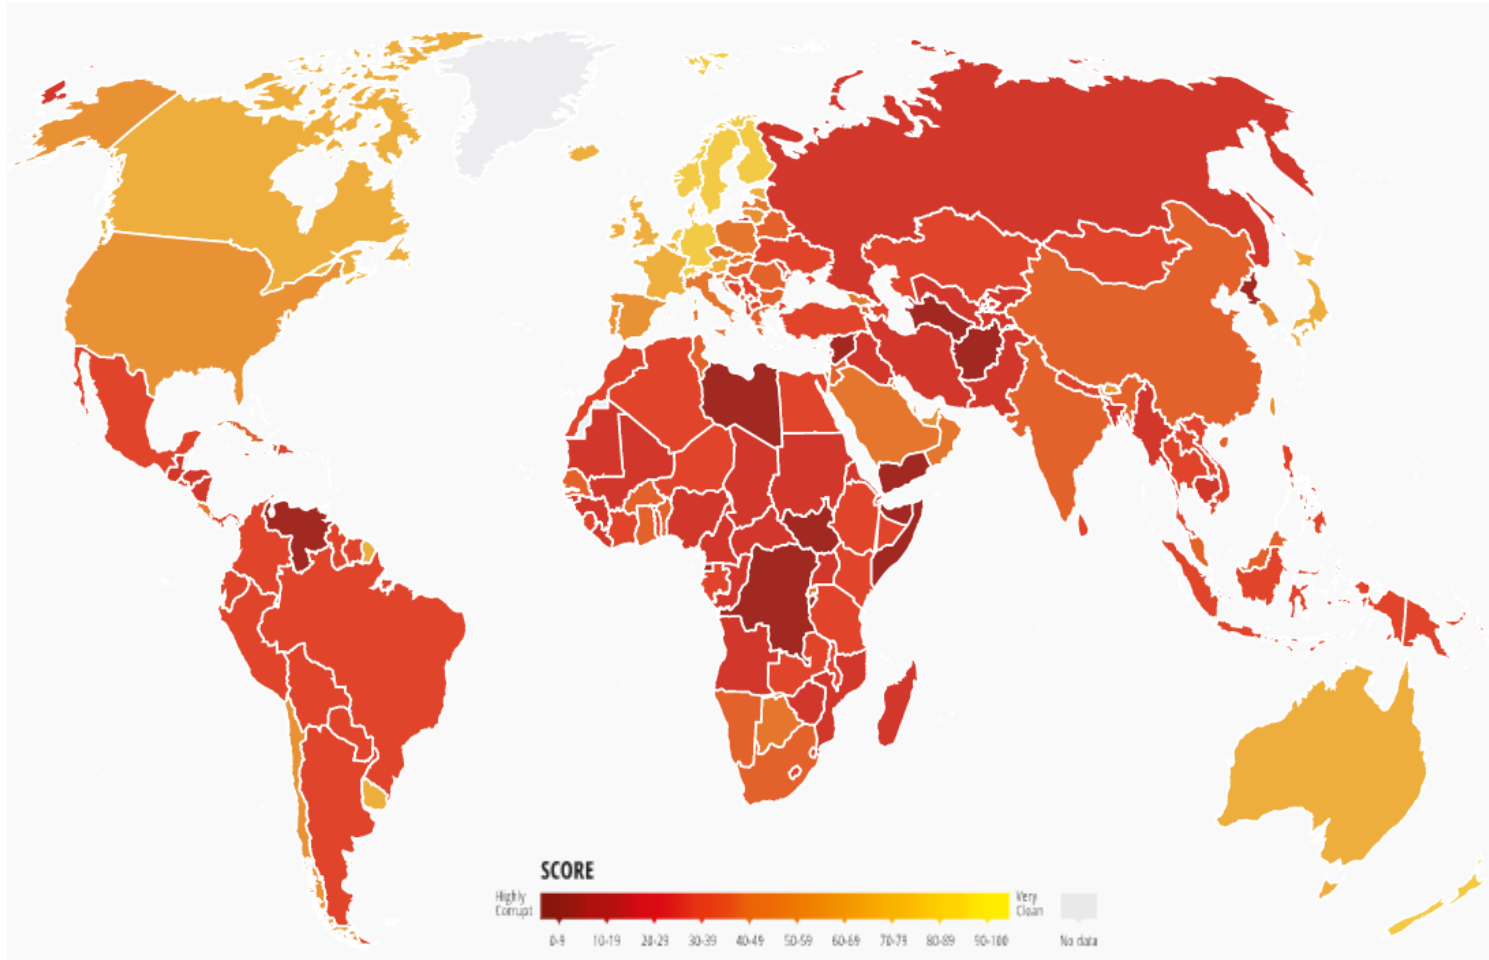 SCORE
Highly
Corrupt
Very
Clean
0-9 10-19 20-29 30-39 40-49 50-59 60-69 70-79 80-89 90-100 No data